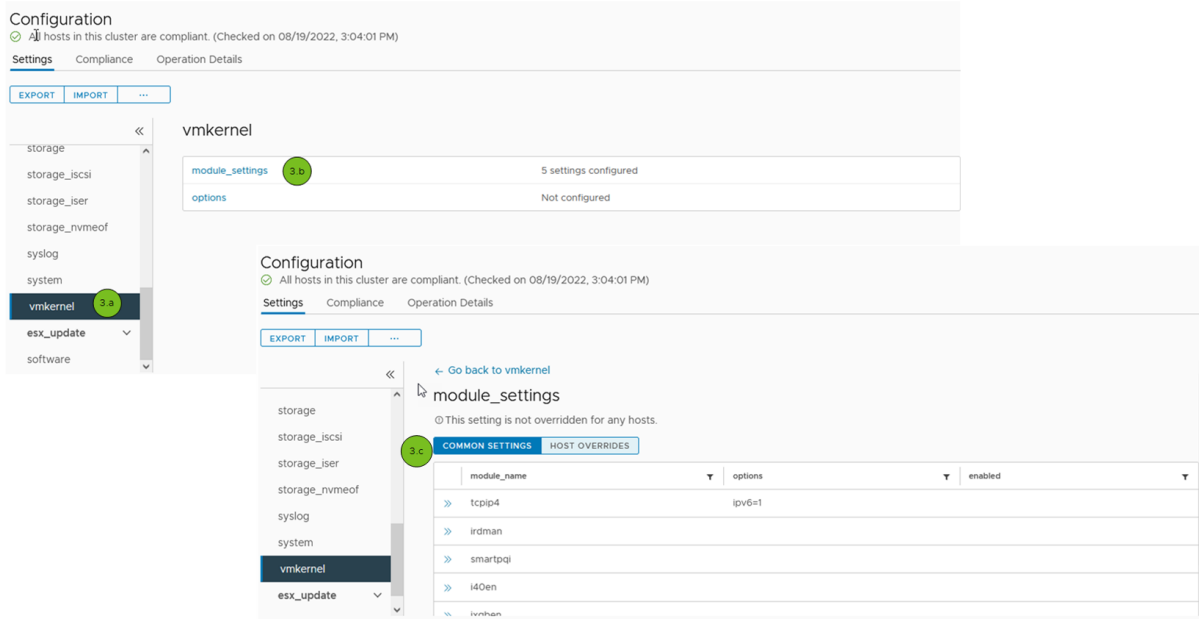 Configuration
All hosts in this cluster are compliant. (Checked on 08/19/2022, 3:04:01 PM)
Settings Compliance Operation Details
EXPORT IMPORT ...
«
storage
storage_iscsi
storage_iser
storage_nvmeof
syslog
system
vmkernel 3.a
esx_update
software
vmkernel
module_settings 3.b 5 settings configured
options Not configured
Configuration
All hosts in this cluster are compliant. (Checked on 08/19/2022, 3:04:01 PM)
Settings Compliance Operation Details
EXPORT IMPORT ...
«
storage
storage_iscsi
storage_iser
storage_nvmeof
syslog
system
vmkernel
esx_update
← Go back to vmkernel
module_settings
This setting is not overridden for any hosts.
3.c COMMON SETTINGS HOST OVERRIDES
module_name options enabled
» tcpip4 ipv6=1
» irdman
» smartpqi
» i40en
» ixgben